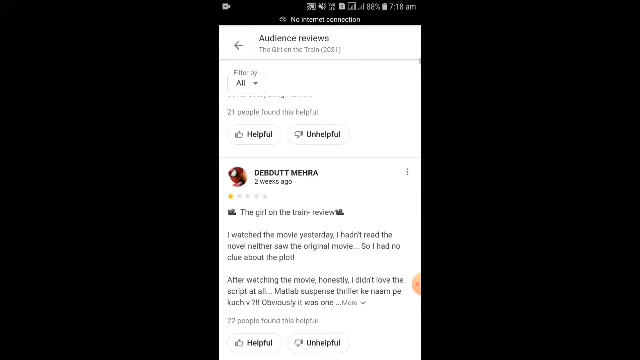 88% 7:18 am
No internet connection
Audience reviews
The Girl on the Train (2021)
Filter by
All
21 people found this helpful
Helpful Unhelpful
DEBDUTT MEHRA
2 weeks ago
The girl on the train- review
I watched the movie yesterday, I hadn't read the
novel neither saw the original movie... So I had no
clue about the plot!
After watching the movie, honestly, I didn't love the
script at all... Matlab suspense thriller ke naam pe
kuch v ?!! Obviously it was one ...More
22 people found this helpful
Helpful Unhelpful